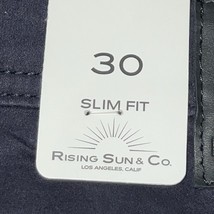 30
SLIM FIT
RISING SUN & CO.
LOS ANGELES, CALIF